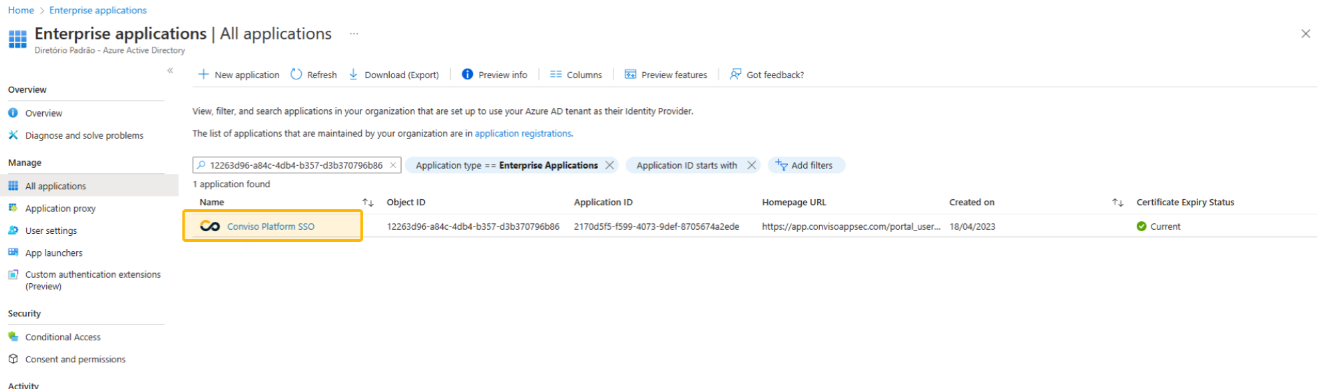 Home > Enterprise applications
Enterprise applications | All applications ...
Diretório Padrão - Azure Active Directory
«
Overview
Overview
Diagnose and solve problems
Manage
All applications
Application proxy
User settings
App launchers
Custom authentication extensions
(Preview)
Security
Conditional Access
Consent and permissions
Activity
New application Refresh Download (Export) Preview info Columns Preview features Got feedback?
View, filter, and search applications in your organization that are set up to use your Azure AD tenant as their Identity Provider.
The list of applications that are maintained by your organization are in application registrations.
12263d96-a84c-4db4-b357-d3b370796b86 Application type == Enterprise Applications Application ID starts with Add filters
1 application found
Name Object ID Application ID Homepage URL Created on Certificate Expiry Status
Conviso Platform SSO 12263d96-a84c-4db4-b357-d3b370796b86 2170d5f5-f599-4073-9def-8705674a2ede https://app.convisoappsec.com/portal_user... 18/04/2023 Current